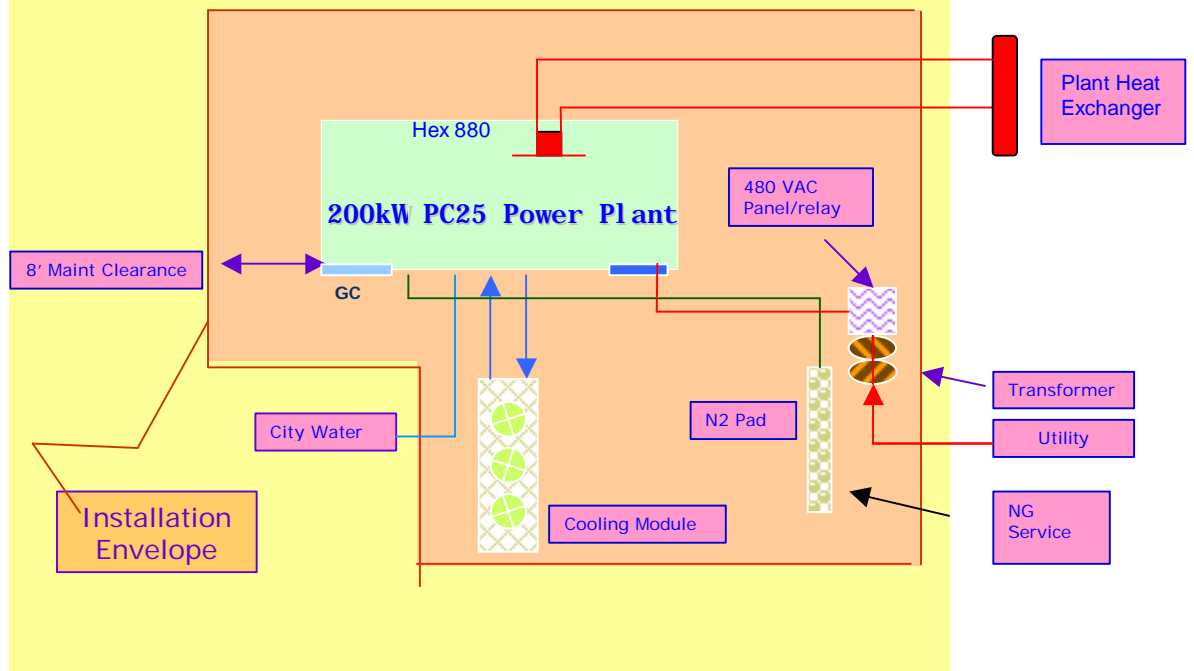 Hex 880
Plant Heat
Exchanger
480 VAC
Panel/relay
200kW PC25 Power Plant
8' Maint Clearance
GC
Transformer
N2 Pad
City Water
Utility
Installation
Envelope
Cooling Module
NG
Service